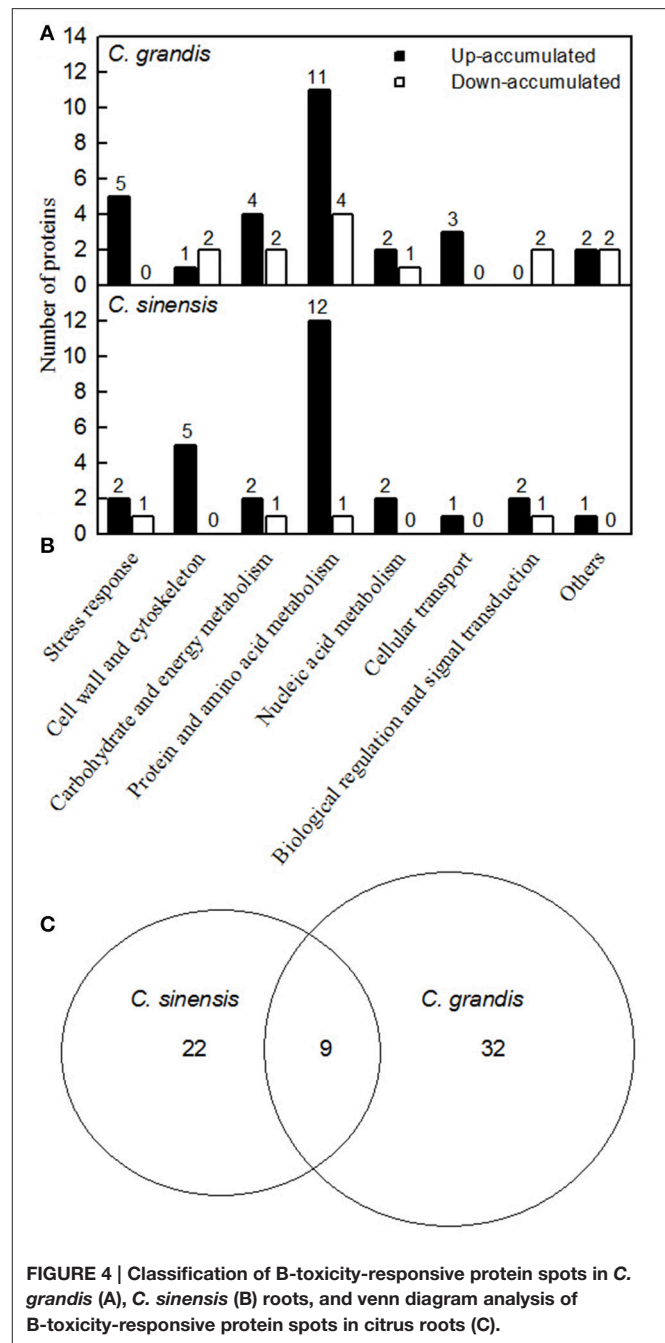 A
C. grandis
Up-accumulated
Down-accumulated
14
12
10
8
6
4
2
0
5 0 1 2 4 2 11 4 2 1 3 0 0 2 2 2
Number of proteins
C. sinensis
12
10
8
6
4
2
0
2 1 5 0 2 1 12 1 2 0 1 0 2 1 1 0
B
Stress response
Cell wall and cytoskeleton
Carbohydrate and energy metabolism
Protein and amino acid metabolism
Nucleic acid metabolism
Cellular transport
Biological regulation and signal transduction
Others
C
C. sinensis
22
9
C. grandis
32
FIGURE 4 | Classification of B-toxicity-responsive protein spots in C.
grandis (A), C. sinensis (B) roots, and venn diagram analysis of
B-toxicity-responsive protein spots in citrus roots (C).